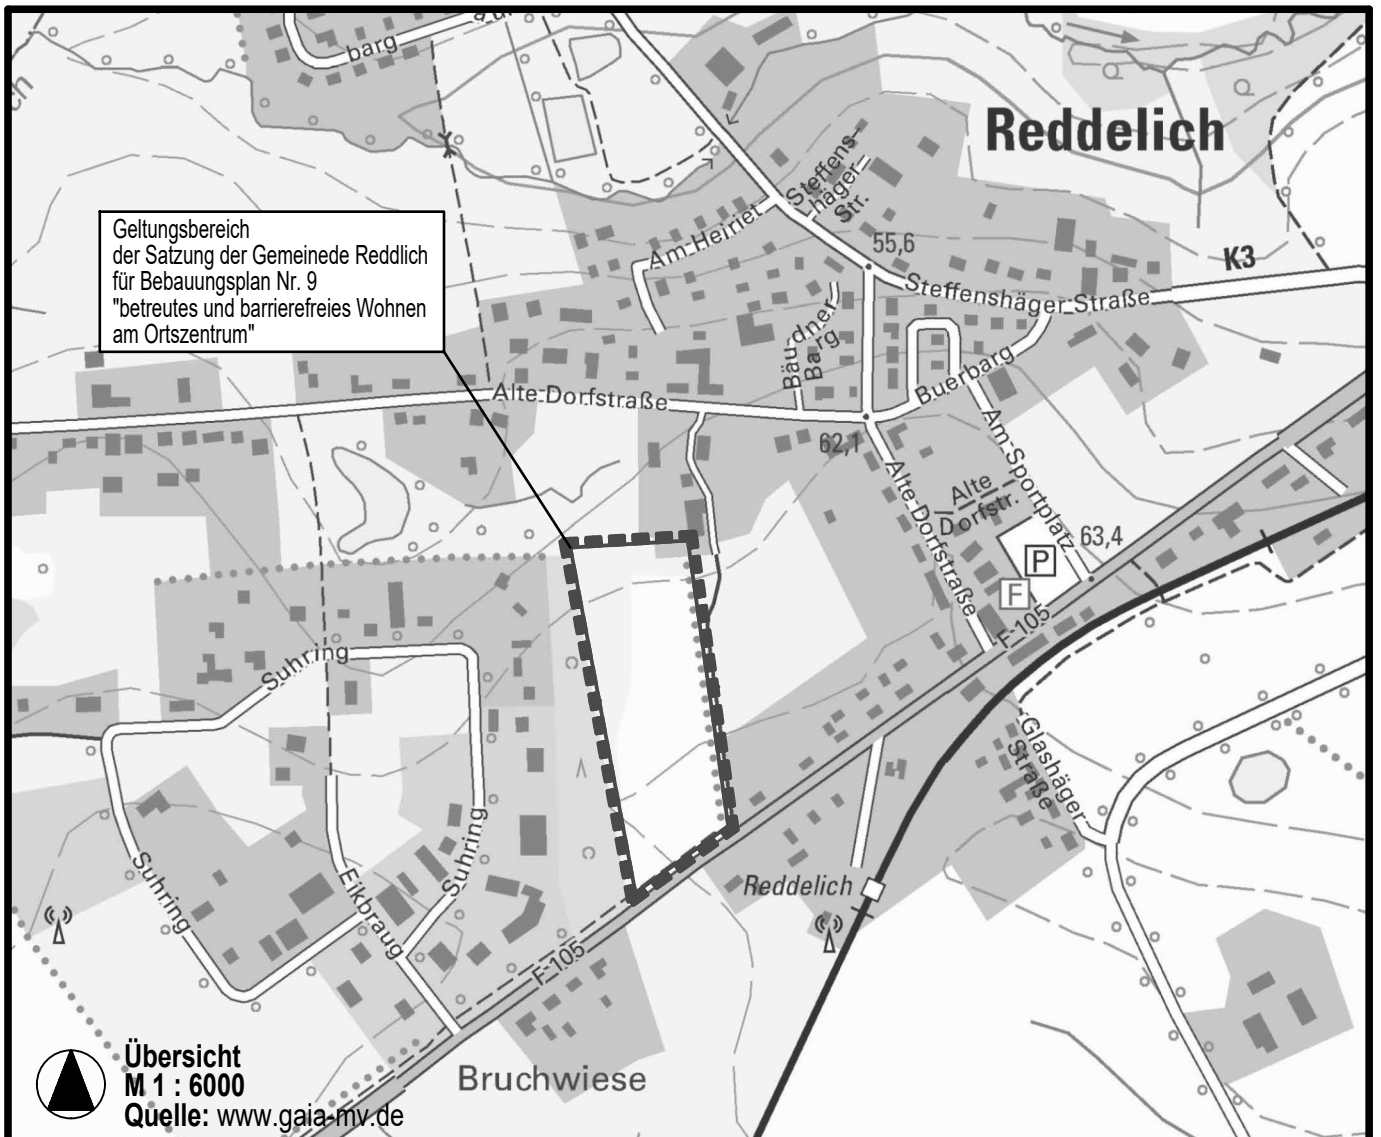 barg
Reddelich
Steffens-
häger-
Str.
Am Heiriet
Geltungsbereich
der Satzung der Gemeinede Reddlich
für Bebauungsplan Nr. 9
"betreutes und barrierefreies Wohnen
am Ortszentrum"
55,6
K3
Steffenshäger Straße
Bäudner
Barg
Buerbarg
Alte Dorfstraße
62,1
Am Sportplatz
Alte
Dorfstr.
Alte Dorfstraße
63,4
P
F
F 105
Suhring
Glashäger
Straße
Suhring
Suhring
Eikbraug
Reddelich
F 105
Bruchwiese
Übersicht
M 1 : 6000
Quelle: www.gaia-mv.de